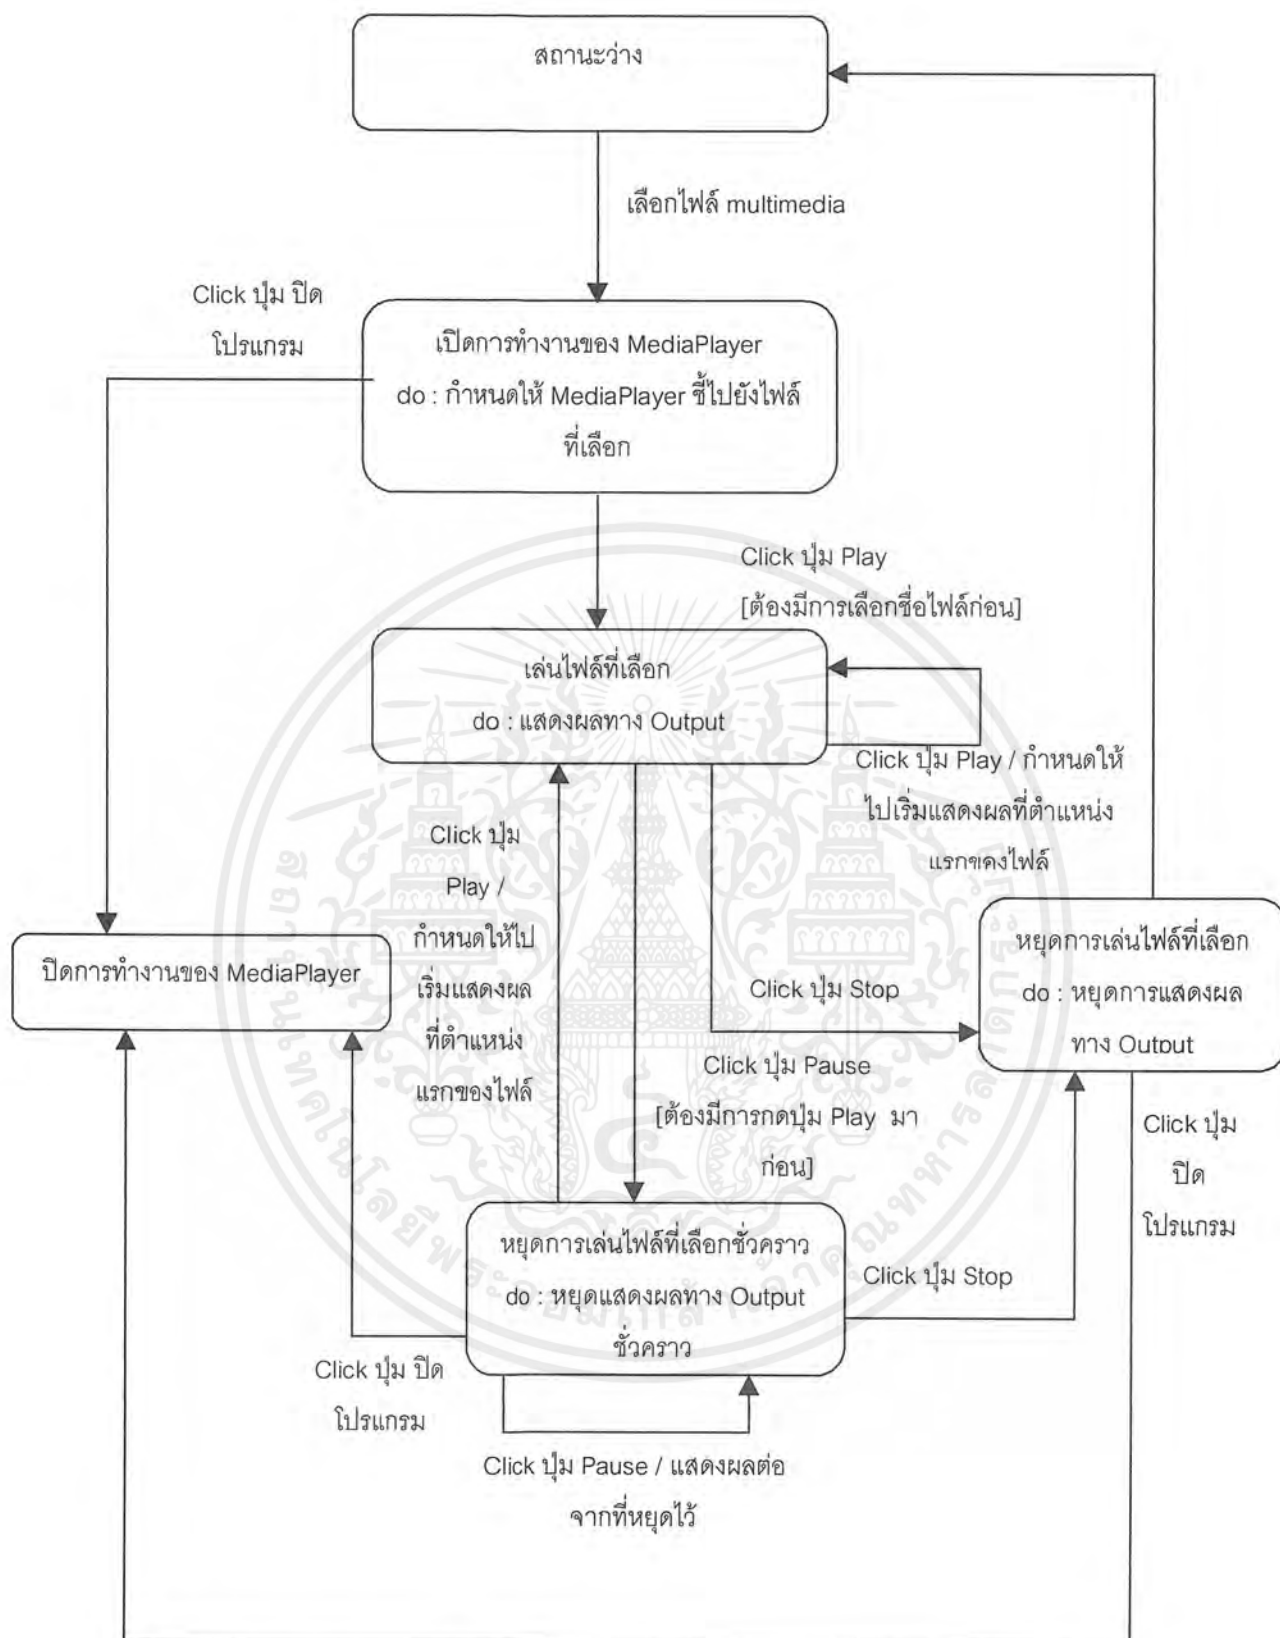 สถานะว่าง
เลือกไฟล์ multimedia
Click ปุ่ม ปิด
โปรแกรม
เปิดการทำงานของ MediaPlayer
do : กำหนดให้ MediaPlayer ชี้ไปยังไฟล์
ที่เลือก
Click ปุ่ม Play
[ต้องมีการเลือกชื่อไฟล์ก่อน]
เล่นไฟล์ที่เลือก
do : แสดงผลทาง Output
Click ปุ่ม Play / กำหนดให้
ไปเริ่มแสดงผลที่ตำแหน่ง
แรกของไฟล์
Click ปุ่ม
Play /
กำหนดให้ไป
เริ่มแสดงผล
ที่ตำแหน่ง
แรกของไฟล์
ปิดการทำงานของ MediaPlayer
หยุดการเล่นไฟล์ที่เลือก
do : หยุดการแสดงผล
ทาง Output
Click ปุ่ม Stop
Click ปุ่ม Pause
[ต้องมีการกดปุ่ม Play มา
ก่อน]
Click ปุ่ม
ปิด
โปรแกรม
หยุดการเล่นไฟล์ที่เลือกชั่วคราว
do : หยุดแสดงผลทาง Output
ชั่วคราว
Click ปุ่ม Stop
Click ปุ่ม ปิด
โปรแกรม
Click ปุ่ม Pause / แสดงผลต่อ
จากที่หยุดไว้